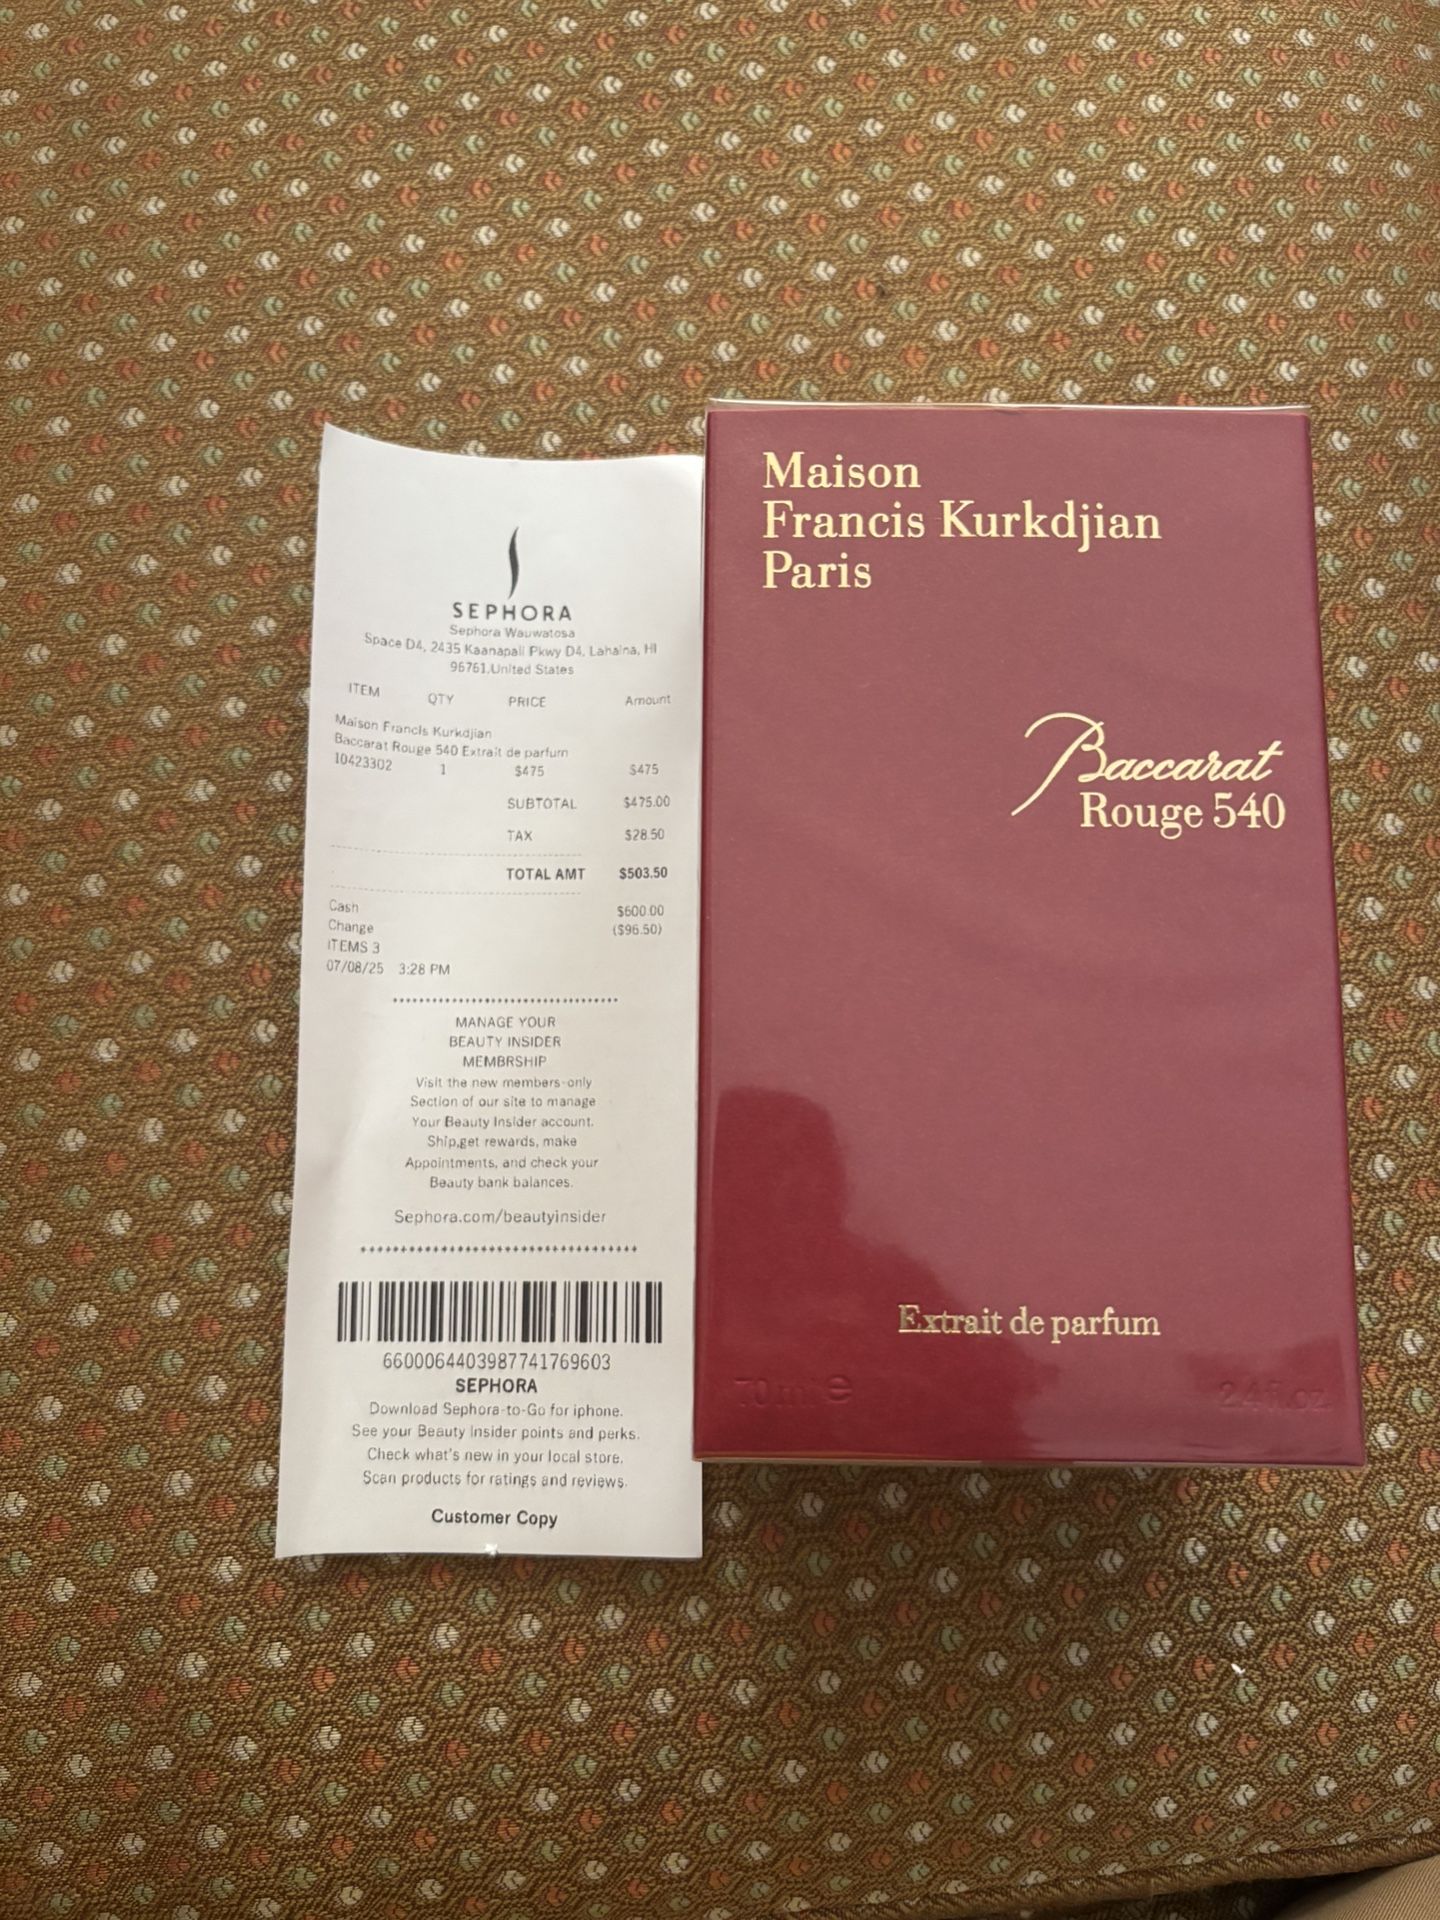 SEPHORA
Sephora Wauwatosa
Space D4, 2435 Kaanapali Pkwy D4, Lahaina, HI
96761,United States
ITEM QTY PRICE Amount
Maison Francis Kurkdjian
Baccarat Rouge 540 Extrait de parfum
10423302 1 $475 $475
SUBTOTAL $475.00
TAX $28.50
TOTAL AMT $503.50
Cash $600.00
Change ($96.50)
ITEMS 3
07/08/25 3:28 PM
MANAGE YOUR
BEAUTY INSIDER
MEMBRSHIP
Visit the new members-only
Section of our site to manage
Your Beauty Insider account.
Ship,get rewards, make
Appointments, and check your
Beauty bank balances.
Sephora.com/beautyinsider
6600064403987741769603
SEPHORA
Download Sephora-to-Go for iphone.
See your Beauty Insider points and perks.
Check what's new in your local store.
Scan products for ratings and reviews.
Customer Copy
Maison
Francis Kurkdjian
Paris
Baccarat
Rouge 540
Extrait de parfum
70 ml e 2.4 fl.oz